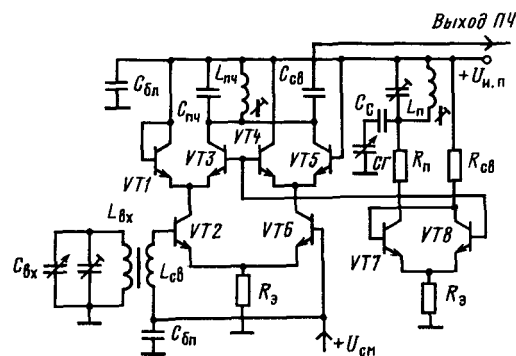 Выход ПЧ
+Uи.п
Cбл
Lпч
Cсв
Cпч
Cс
Lп
VT4
VT3
VT5
VT1
Cг
Rп
Rсв
Lвх
VT2
VT6
VT7
VT8
Cвх
Lсв
Rэ
Rэ
Cбп
+Uсм